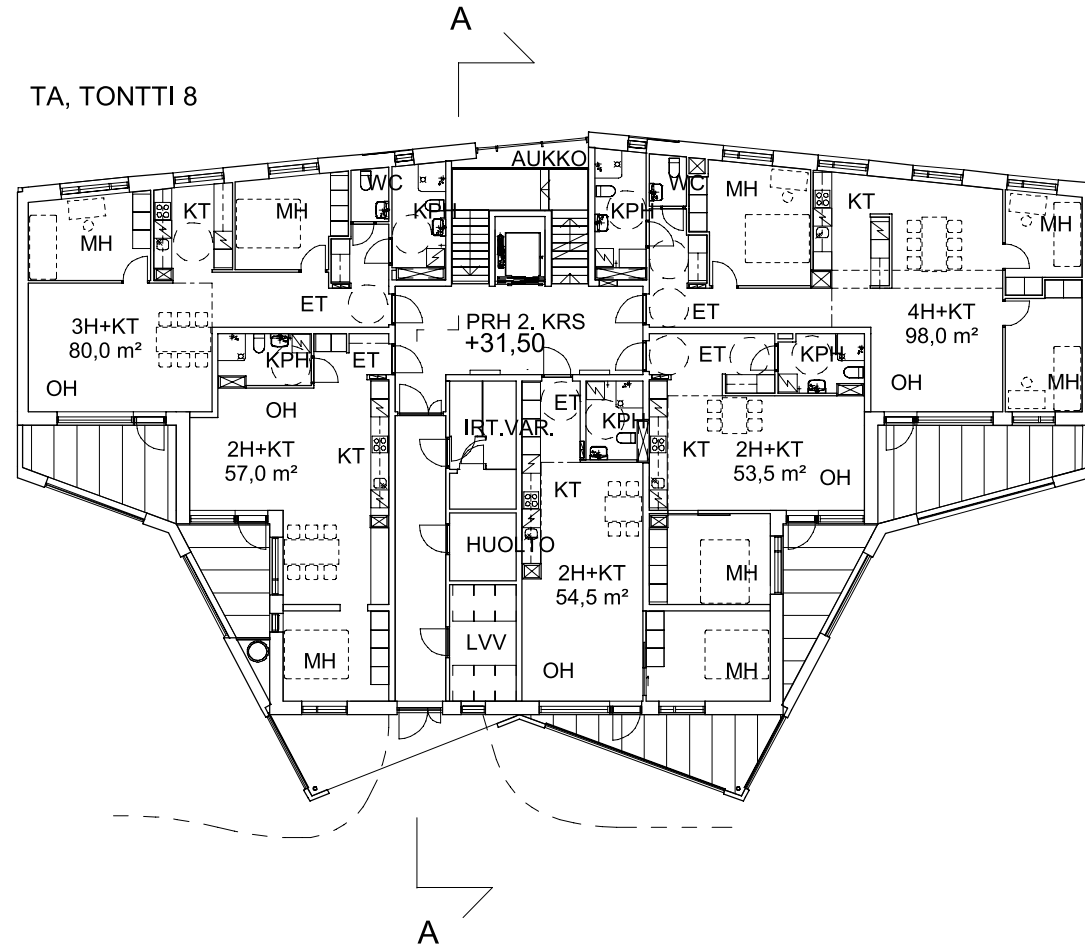 A
TA, TONTTI 8
AUKKO
WC
KPH
KPH
WC
MH
KT
KT
MH
MH
MH
3H+KT
80,0 m²
OH
ET
PRH 2. KRS
+31,50
ET
4H+KT
98,0 m²
OH
MH
KPH
ET
ET
KPH
OH
2H+KT
57,0 m²
KT
IRT.VAR.
ET
KPH
KT
2H+KT
53,5 m²
OH
KT
HUOLTO
2H+KT
54,5 m²
MH
MH
LVV
OH
MH
A